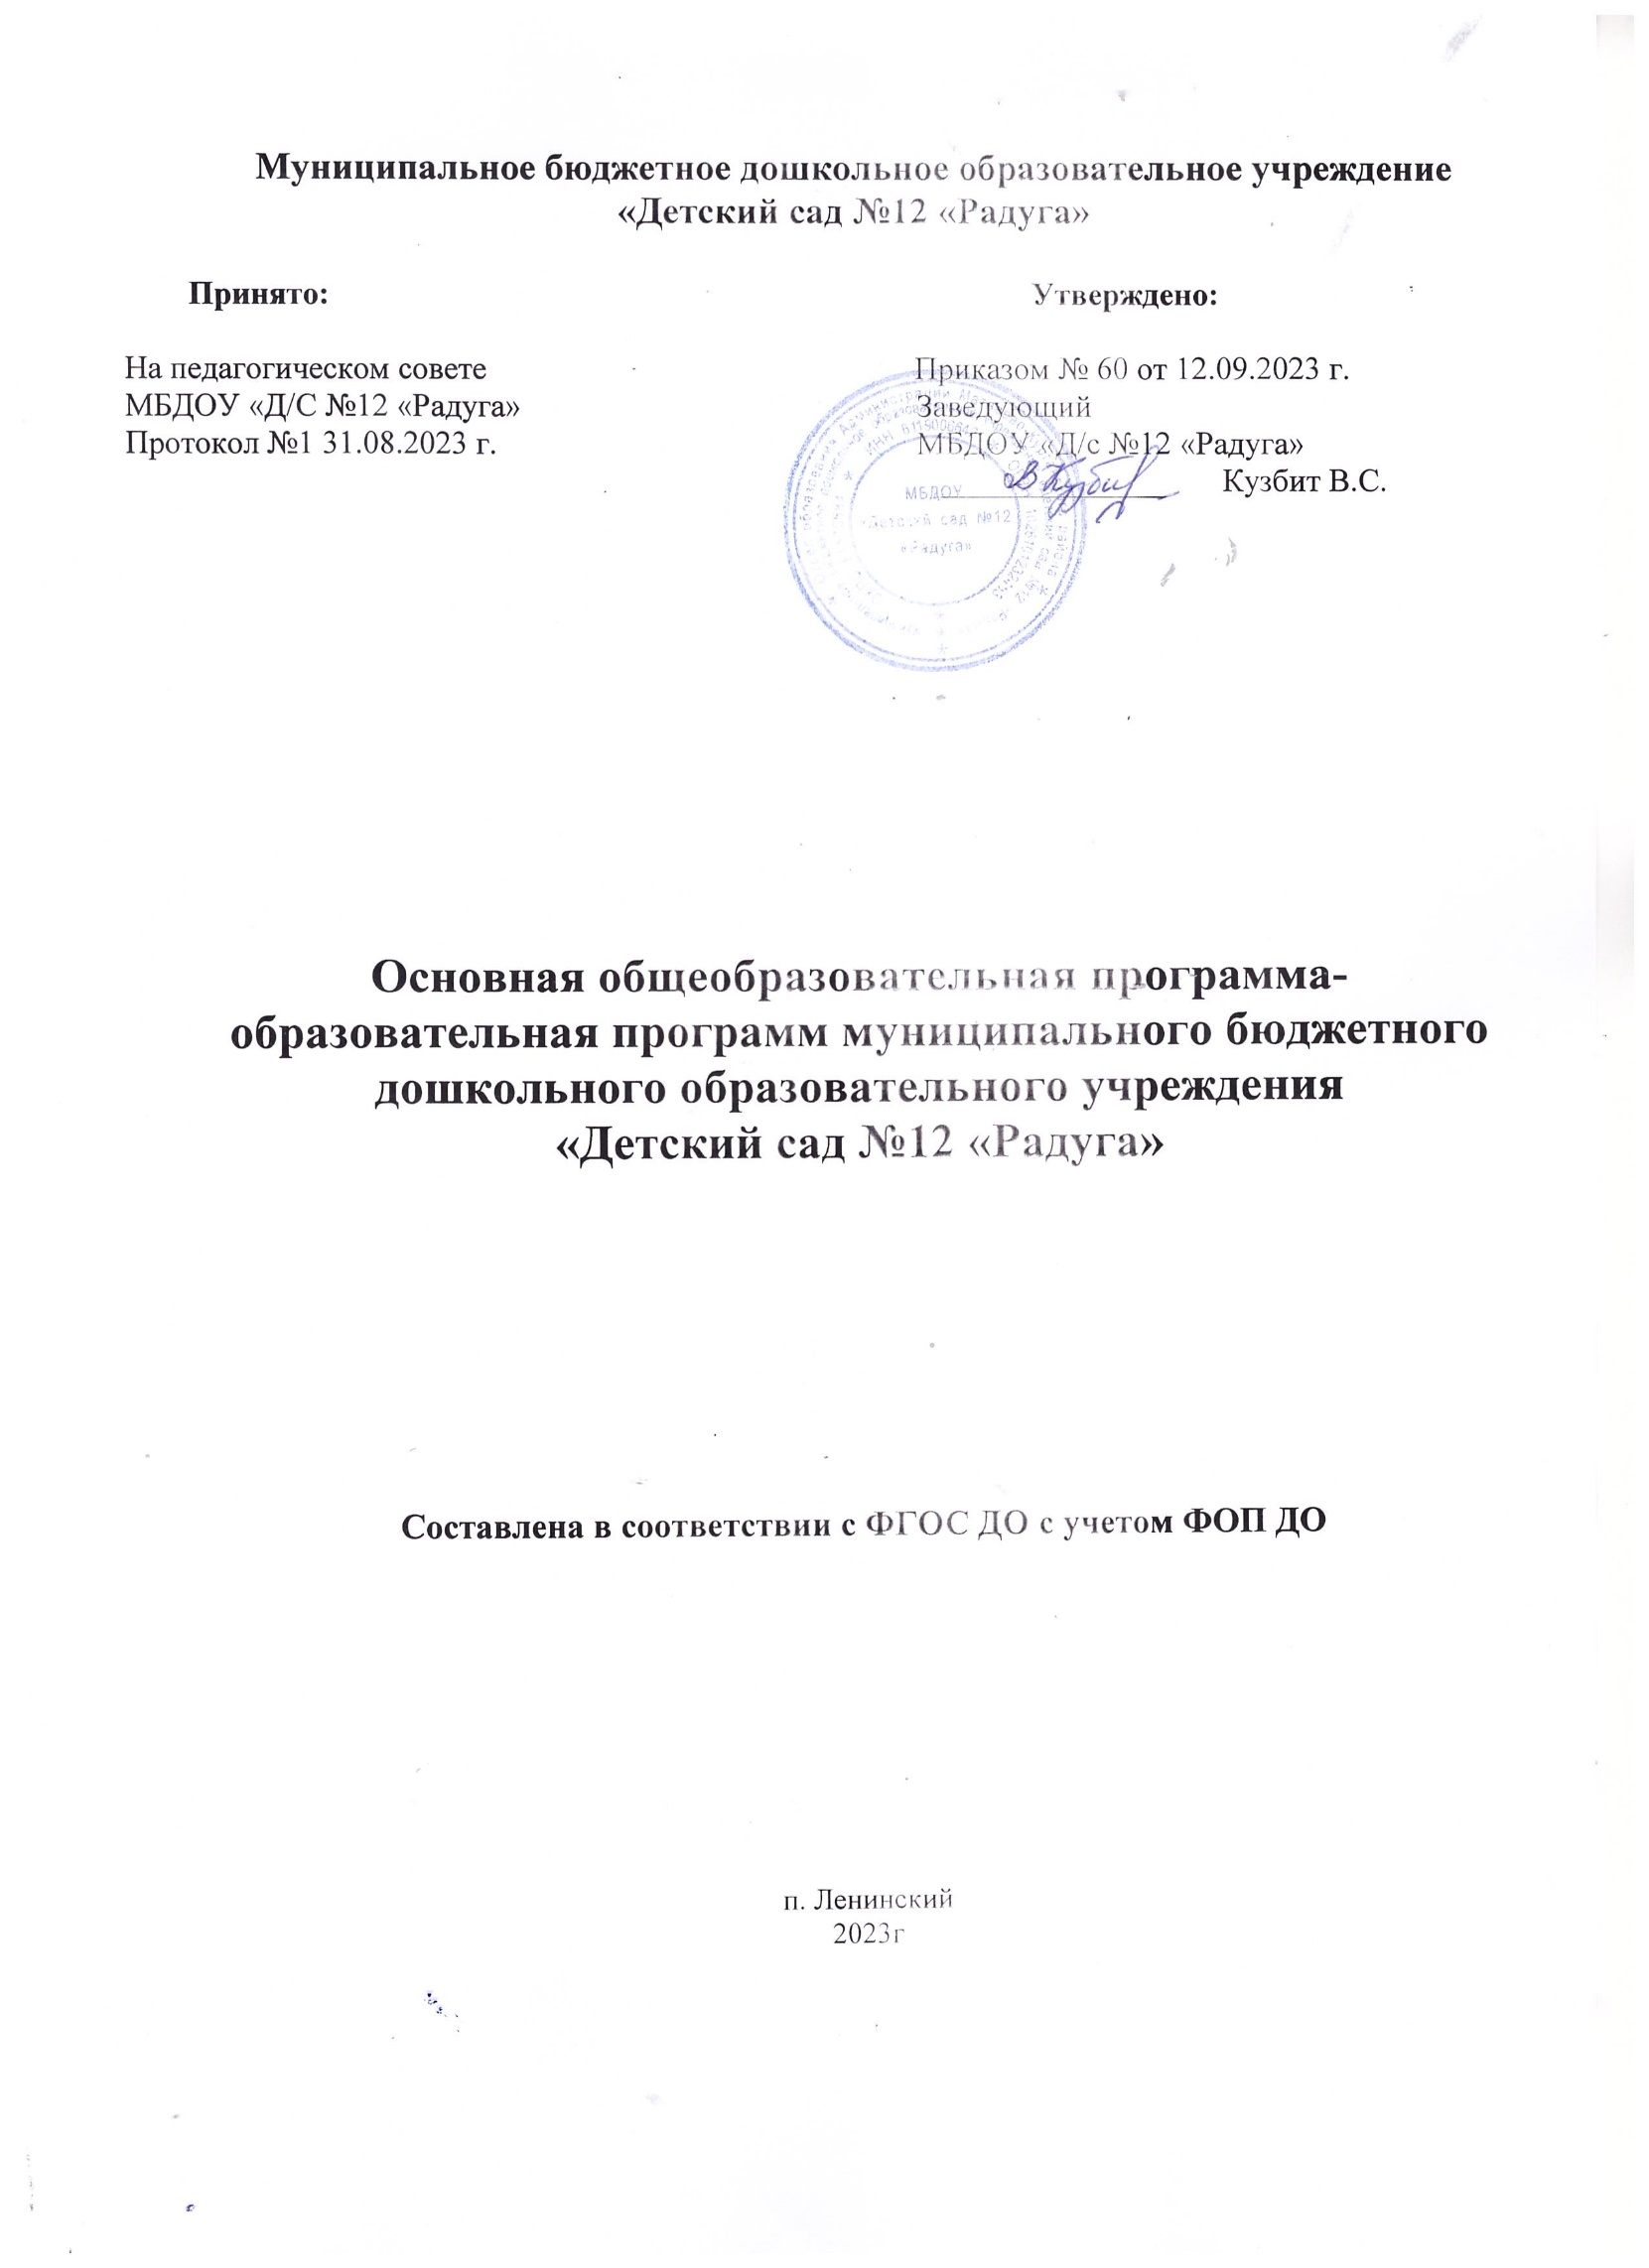 Муниципальное бюджетное дошкольное образовательное учреждение
«Детский сад №12 «Радуга»
Принято:
Утверждено:
На педагогическом совете
МБДОУ «Д/С №12 «Радуга»
Протокол №1 31.08.2023 г.
Приказом № 60 от 12.09.2023 г.
Заведующий
МБДОУ «Д/с №12 «Радуга»
Кузбит В.С.
МБДОУ
«Детский сад №12
«Радуга»
Основная общеобразовательная программа-
образовательная программ муниципального бюджетного
дошкольного образовательного учреждения
«Детский сад №12 «Радуга»
Составлена в соответствии с ФГОС ДО с учетом ФОП ДО
п. Ленинский
2023г